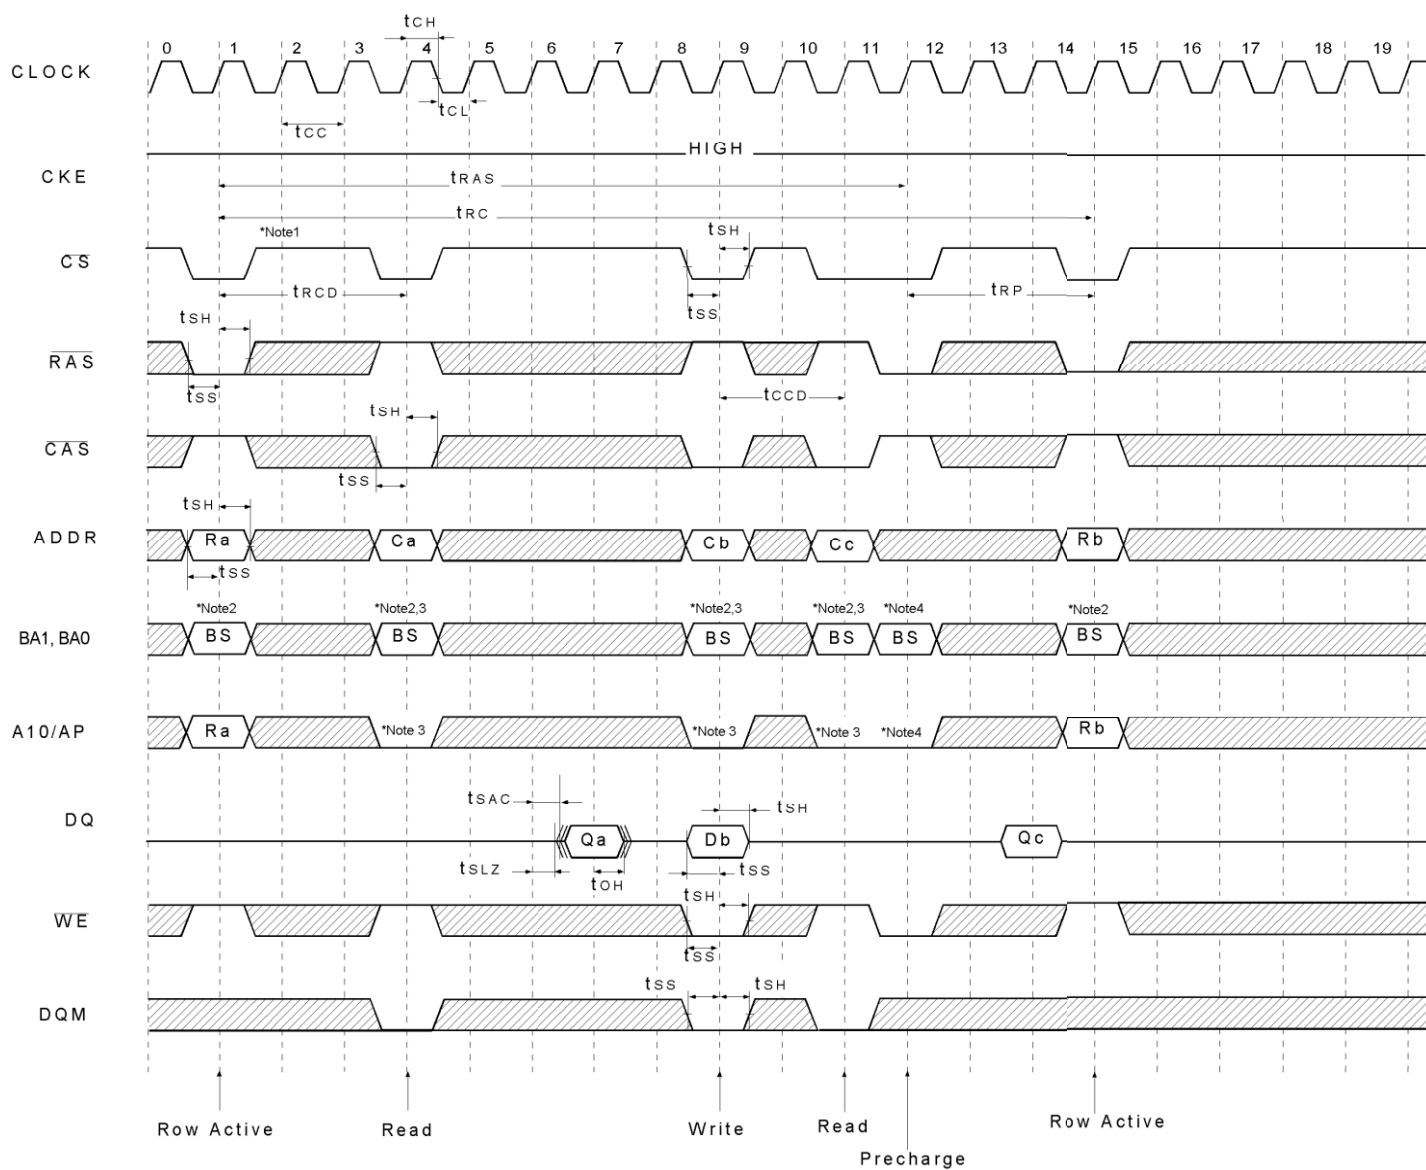 tCH
0 1 2 3 4 5 6 7 8 9 10 11 12 13 14 15 16 17 18 19
CLOCK
tCL
tCC
HIGH
CKE
tRAS
tRC
*Note1 tSH
CS
tRCD tRP
tSS
tSH
RAS
tSS tCCD
tSH
CAS
tSS
tSH
ADDR Ra Ca Cb Cc Rb
tSS
*Note2 *Note2,3 *Note2,3 *Note2,3 *Note4 *Note2
BA1, BA0 BS BS BS BS BS BS
A10/AP Ra *Note 3 *Note 3 *Note 3 *Note4 Rb
tSAC tSH
DQ Qa Db Qc
tSLZ tOH tSS
tSH
WE
tSS
tSS tSH
DQM
Row Active Read Write Read Row Active
Precharge